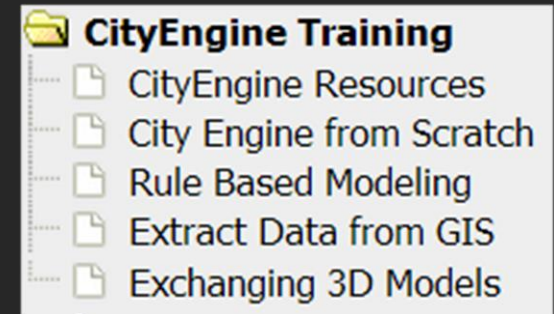 CityEngine Training
CityEngine Resources
City Engine from Scratch
Rule Based Modeling
Extract Data from GIS
Exchanging 3D Models